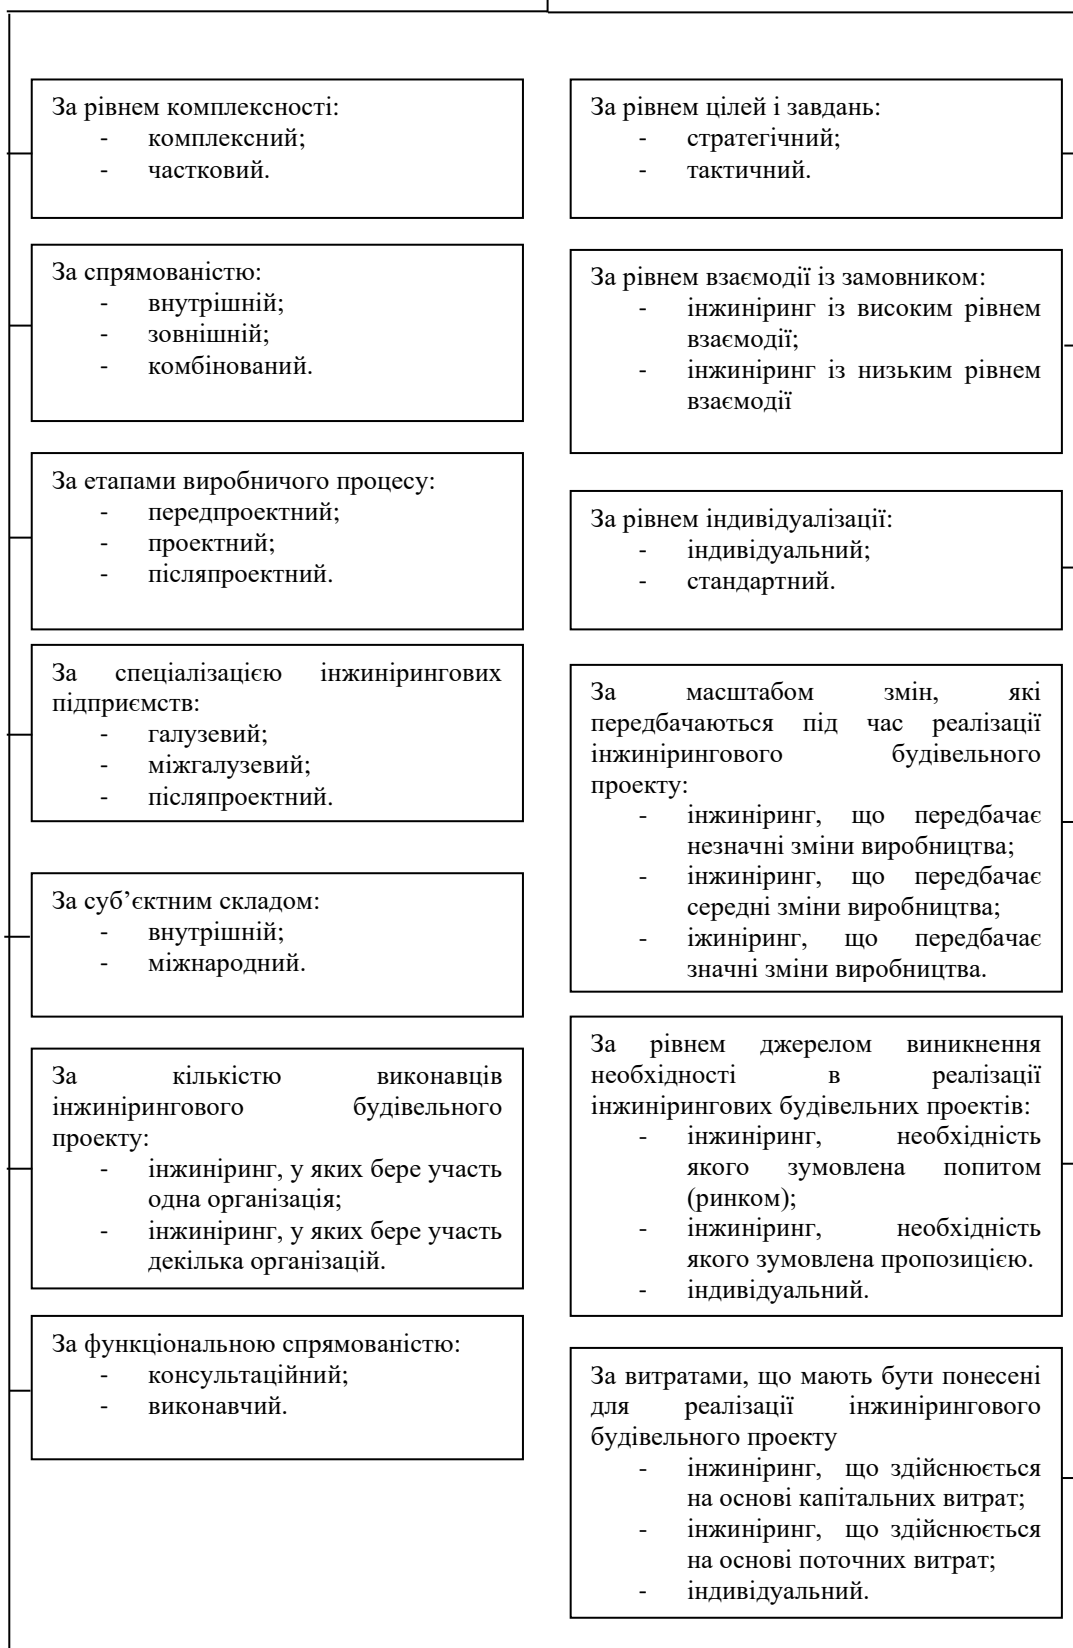 За рівнем комплексності:
- комплексний;
- частковий.
За спрямованістю:
- внутрішній;
- зовнішній;
- комбінований.
За етапами виробничого процесу:
- передпроектний;
- проектний;
- післяпроектний.
За спеціалізацією інжинірингових
підприємств:
- галузевий;
- міжгалузевий;
- післяпроектний.
За суб’єктним складом:
- внутрішній;
- міжнародний.
За кількістю виконавців
інжинірингового будівельного
проекту:
- інжиніринг, у яких бере участь
одна організація;
- інжиніринг, у яких бере участь
декілька організацій.
За функціональною спрямованістю:
- консультаційний;
- виконавчий.
За рівнем цілей і завдань:
- стратегічний;
- тактичний.
За рівнем взаємодії із замовником:
- інжиніринг із високим рівнем
взаємодії;
- інжиніринг із низьким рівнем
взаємодії
За рівнем індивідуалізації:
- індивідуальний;
- стандартний.
За масштабом змін, які
передбачаються під час реалізації
інжинірингового будівельного
проекту:
- інжиніринг, що передбачає
незначні зміни виробництва;
- інжиніринг, що передбачає
середні зміни виробництва;
- іжиніринг, що передбачає
значні зміни виробництва.
За рівнем джерелом виникнення
необхідності в реалізації
інжинірингових будівельних проектів:
- інжиніринг, необхідність
якого зумовлена попитом
(ринком);
- інжиніринг, необхідність
якого зумовлена пропозицією.
- індивідуальний.
За витратами, що мають бути понесені
для реалізації інжинірингового
будівельного проекту
- інжиніринг, що здійснюється
на основі капітальних витрат;
- інжиніринг, що здійснюється
на основі поточних витрат;
- індивідуальний.